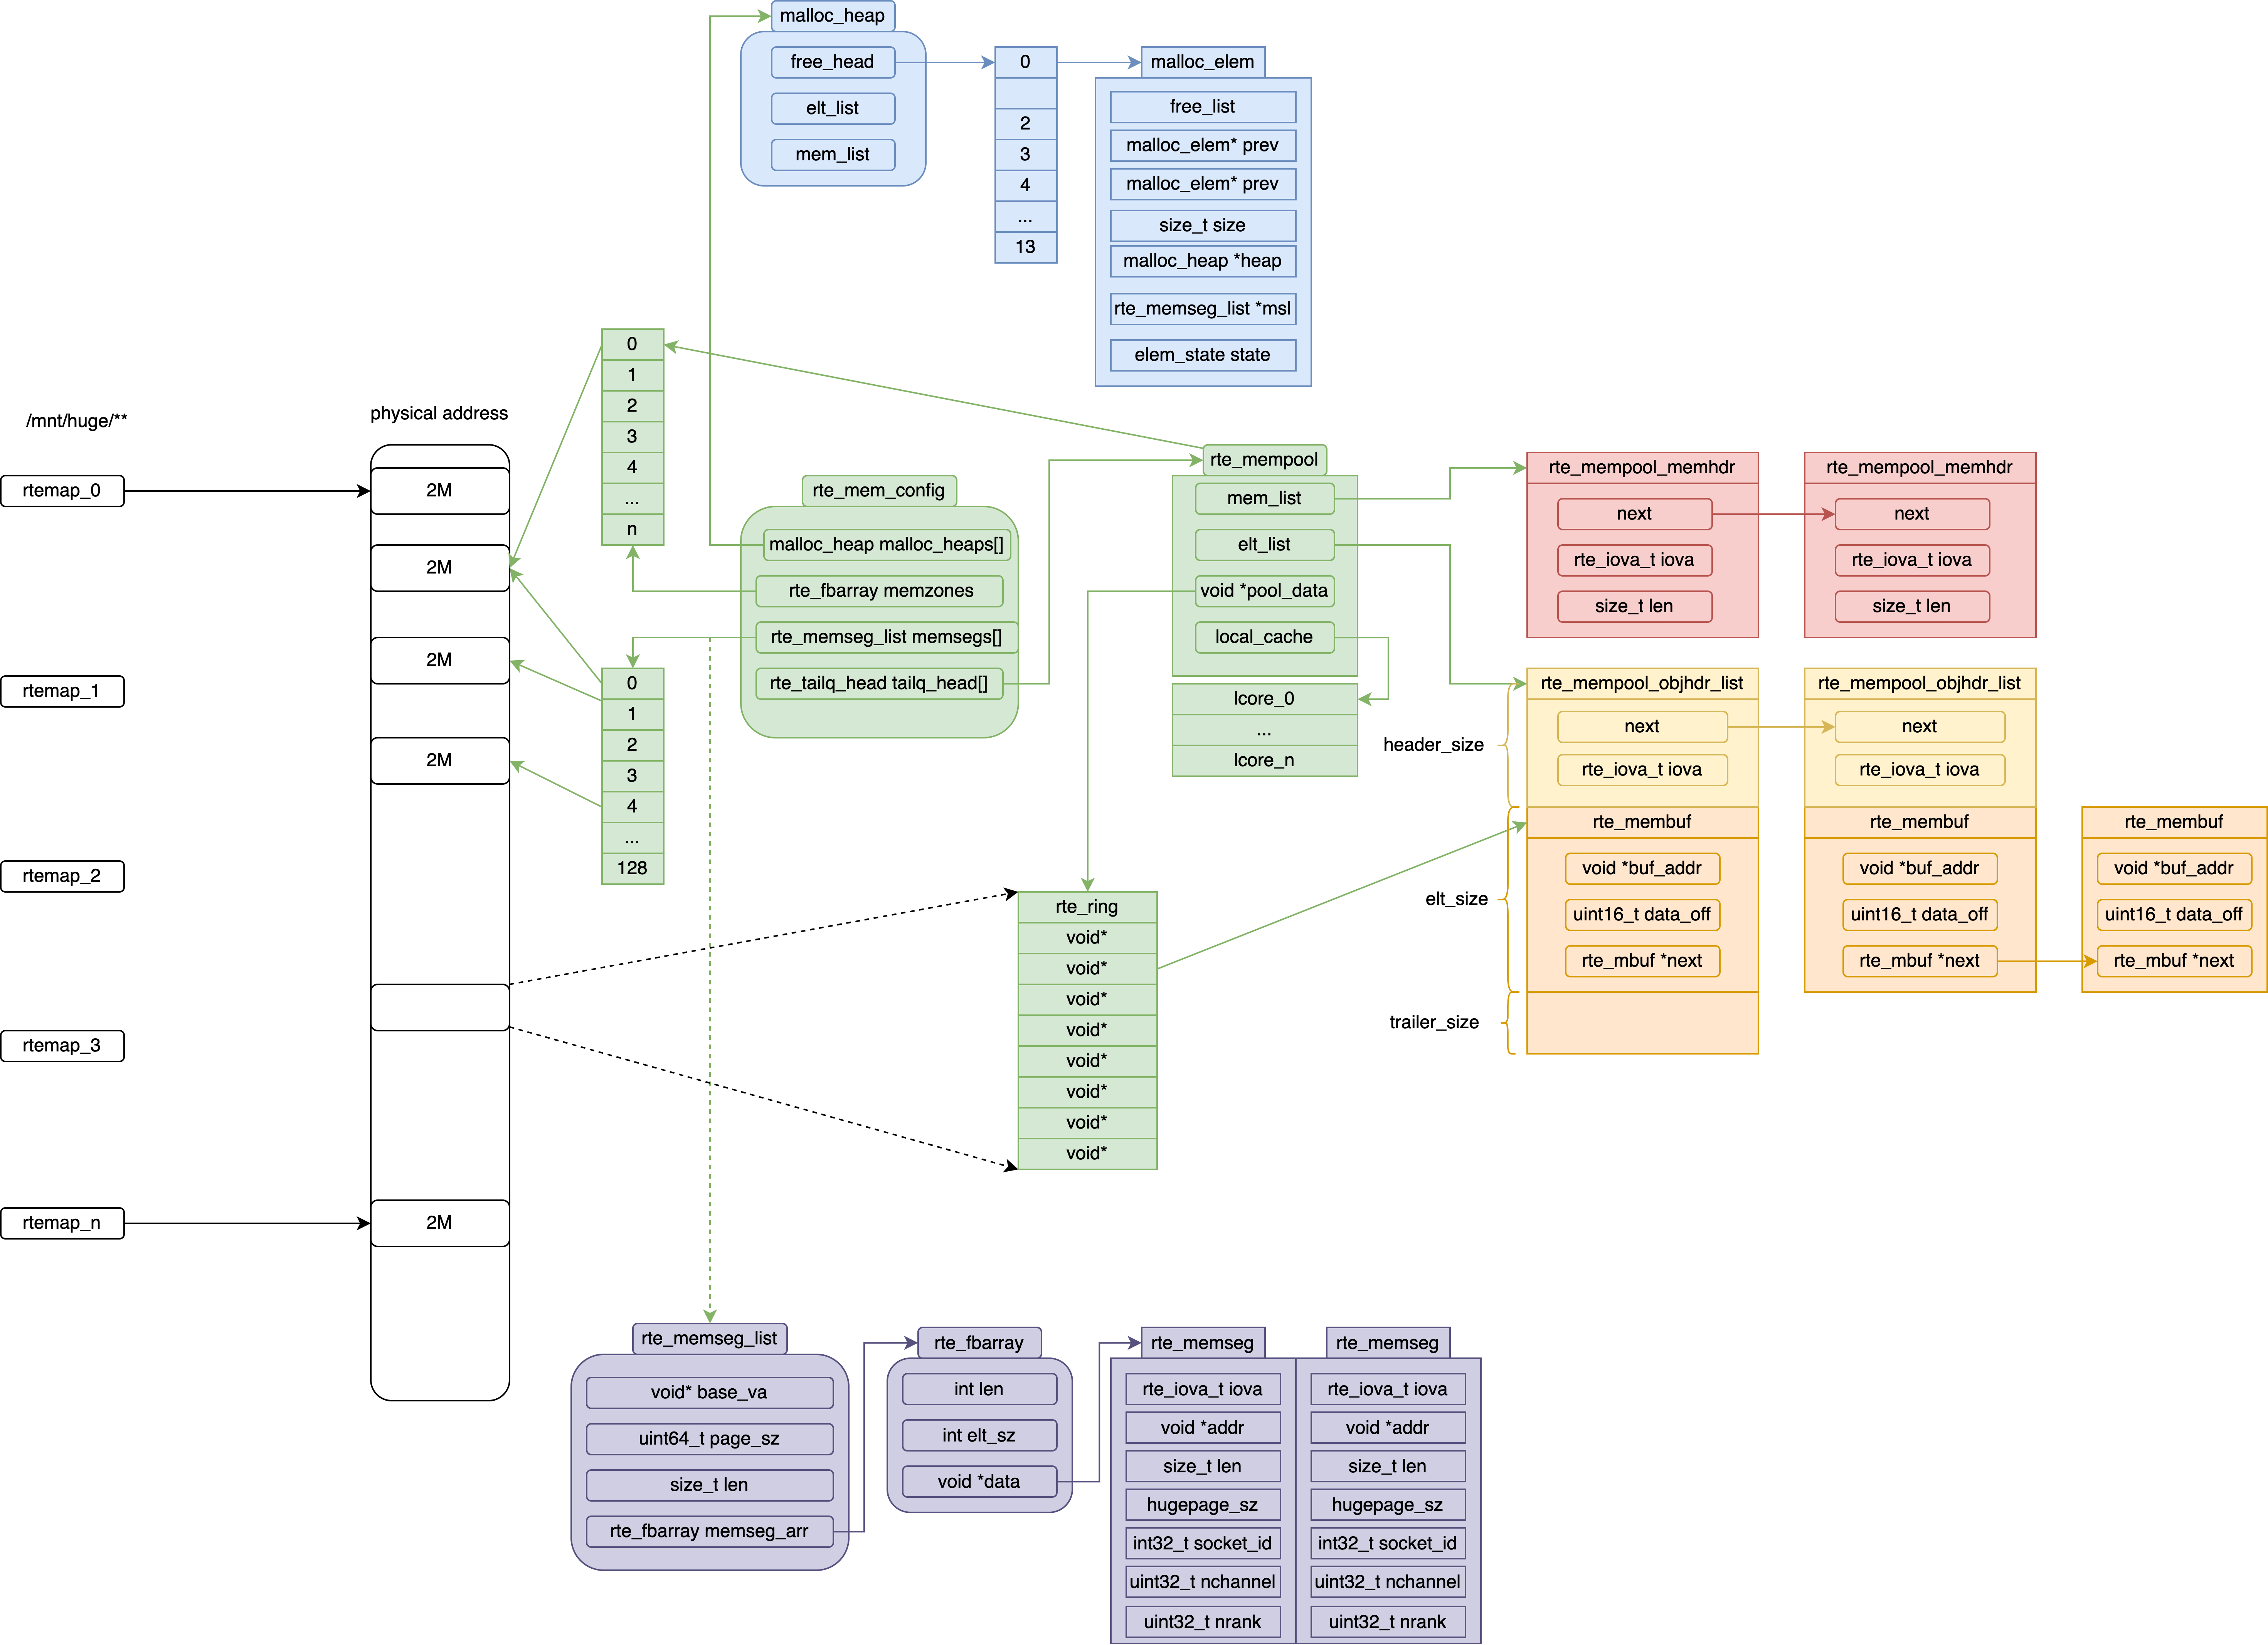 malloc_heap
free_head
elt_list
mem_list
0
2
3
4
...
13
malloc_elem
free_list
malloc_elem* prev
malloc_elem* prev
size_t size
malloc_heap *heap
rte_memseg_list *msl
elem_state state
/mnt/huge/**
rtemap_0
rtemap_1
rtemap_2
rtemap_3
rtemap_n
physical address
2M
2M
2M
2M
2M
0
1
2
3
4
...
n
0
1
2
3
4
...
128
rte_mem_config
malloc_heap malloc_heaps[]
rte_fbarray memzones
rte_memseg_list memsegs[]
rte_tailq_head tailq_head[]
rte_mempool
mem_list
elt_list
void *pool_data
local_cache
lcore_0
...
lcore_n
rte_ring
void*
void*
void*
void*
void*
void*
void*
void*
rte_mempool_memhdr
next
rte_iova_t iova
size_t len
rte_mempool_memhdr
next
rte_iova_t iova
size_t len
header_size
elt_size
trailer_size
rte_mempool_objhdr_list
next
rte_iova_t iova
rte_membuf
void *buf_addr
uint16_t data_off
rte_mbuf *next
rte_mempool_objhdr_list
next
rte_iova_t iova
rte_membuf
void *buf_addr
uint16_t data_off
rte_mbuf *next
rte_membuf
void *buf_addr
uint16_t data_off
rte_mbuf *next
rte_memseg_list
void* base_va
uint64_t page_sz
size_t len
rte_fbarray memseg_arr
rte_fbarray
int len
int elt_sz
void *data
rte_memseg
rte_iova_t iova
void *addr
size_t len
hugepage_sz
int32_t socket_id
uint32_t nchannel
uint32_t nrank
rte_memseg
rte_iova_t iova
void *addr
size_t len
hugepage_sz
int32_t socket_id
uint32_t nchannel
uint32_t nrank